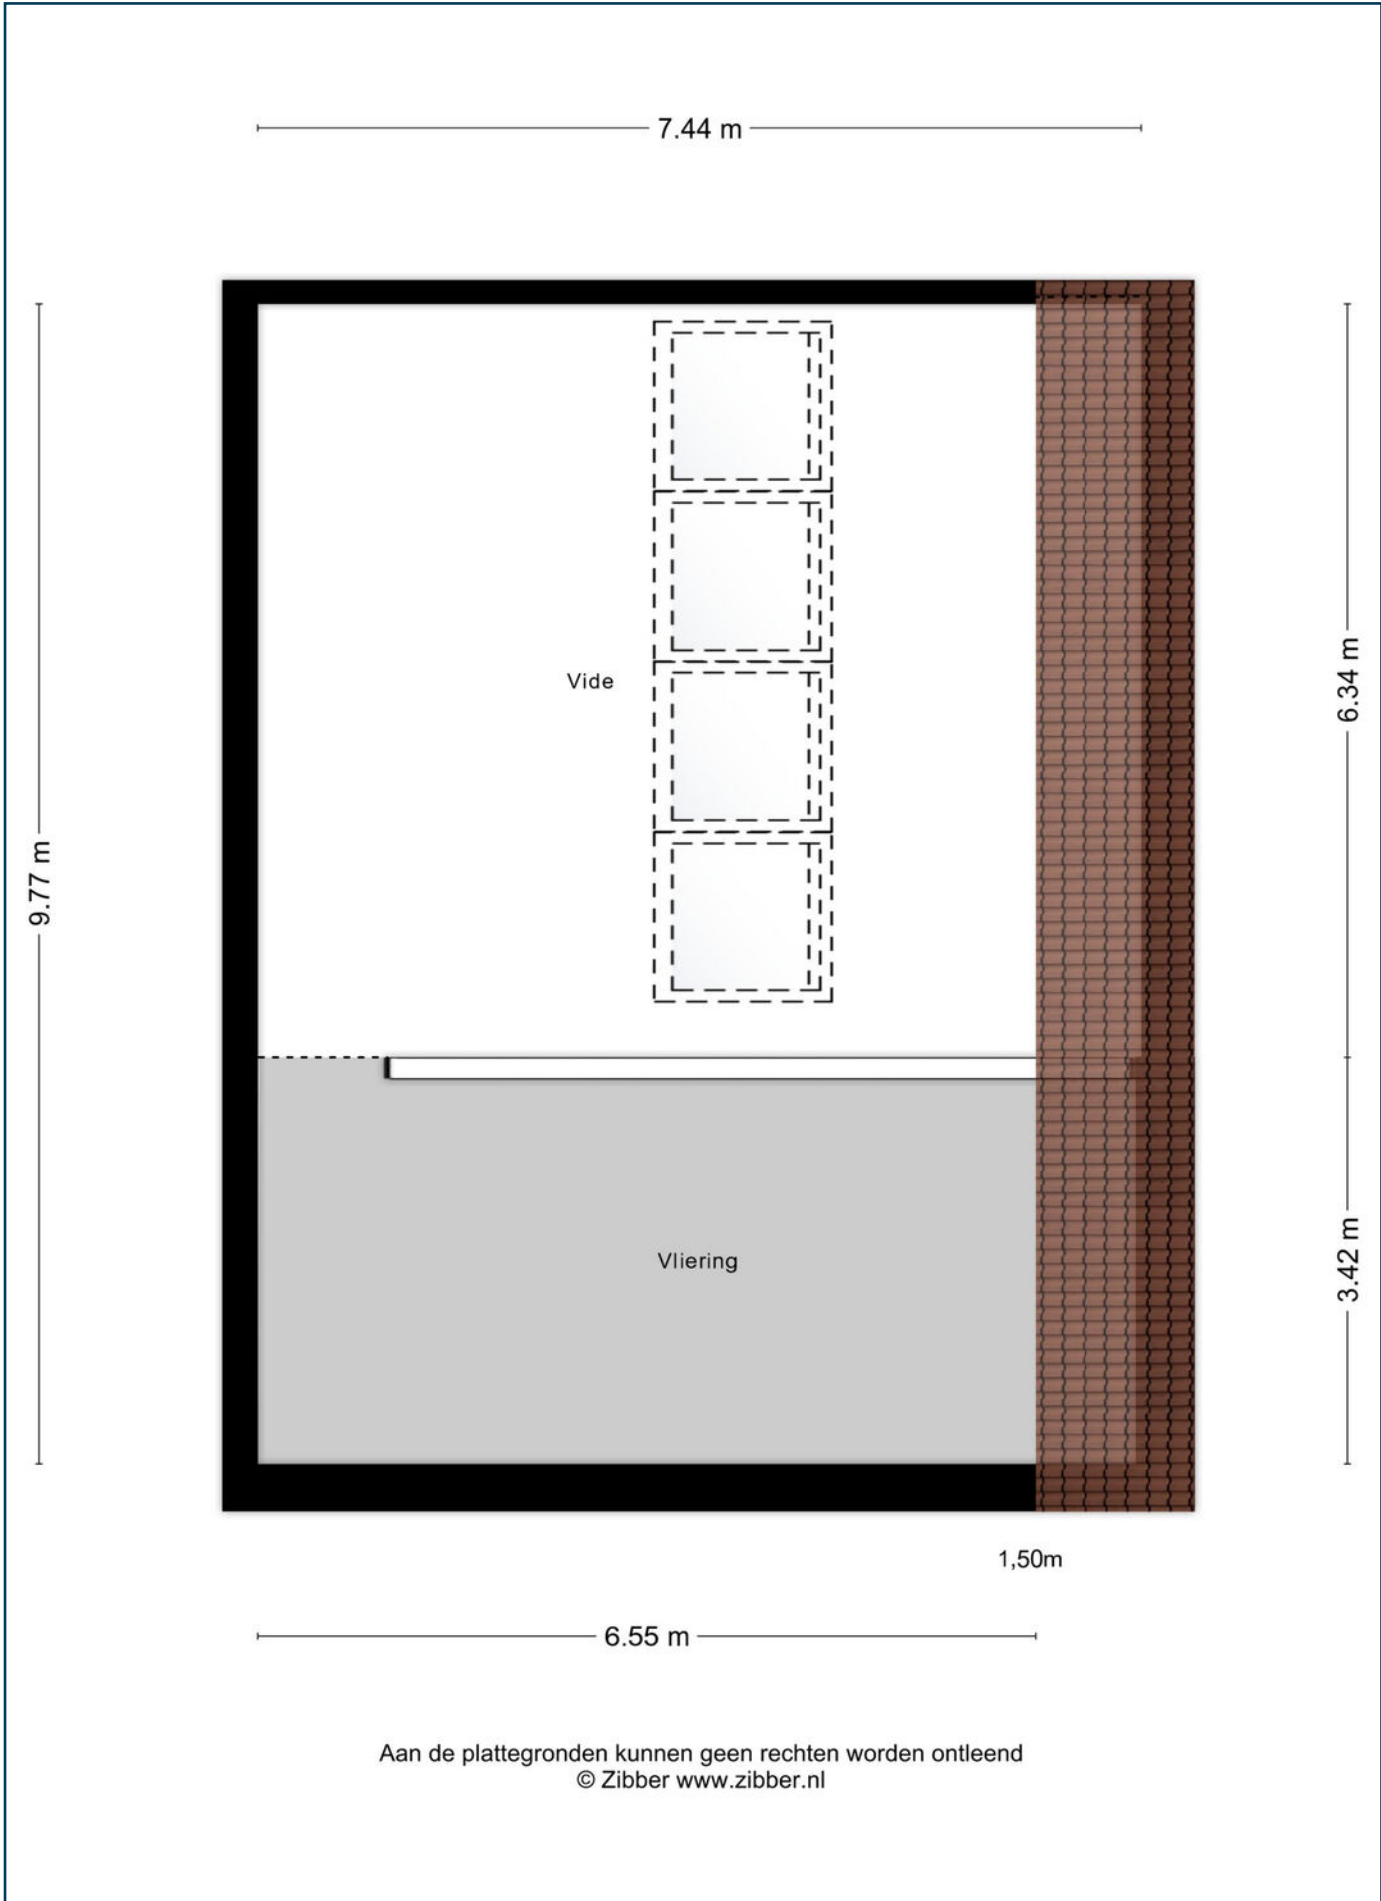 7.44 m
9.77 m
6.34 m
Vide
Vliering
3.42 m
1,50m
6.55 m
Aan de plattegronden kunnen geen rechten worden ontleend
© Zibber www.zibber.nl